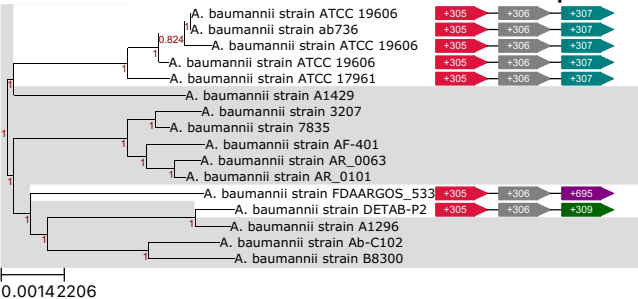 A. baumannii strain ATCC 19606 +305 +306 +307
A. baumannii strain ab736 +305 +306 +307
0.824 A. baumannii strain ATCC 19606 +305 +306 +307
1 A. baumannii strain ATCC 19606 +305 +306 +307
1 A. baumannii strain ATCC 17961 +305 +306 +307
1 A. baumannii strain A1429
A. baumannii strain 3207
1 1 A. baumannii strain 7835
1 A. baumannii strain AF-401
1 A. baumannii strain AR_0063
1 1 A. baumannii strain AR_0101
A. baumannii strain FDAARGOS_533 +305 +306 +695
A. baumannii strain DETAB-P2 +305 +306 +309
1 1 A. baumannii strain A1296
1 A. baumannii strain Ab-C102
1 A. baumannii strain B8300
0.00142206